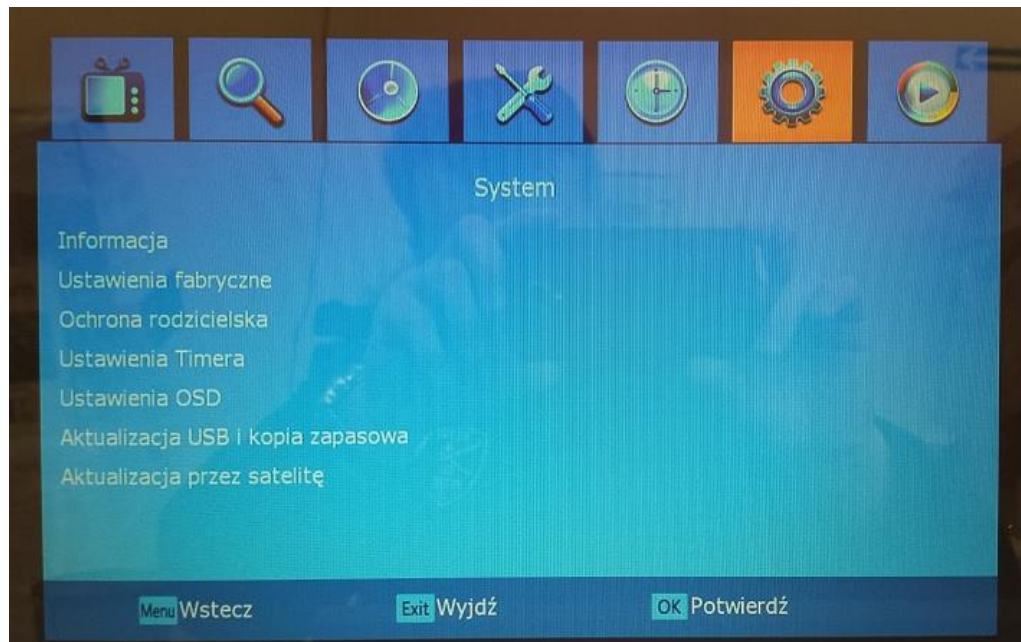 System
Informacja
Ustawienia fabryczne
Ochrona rodzicielska
Ustawienia Timera
Ustawienia OSD
Aktualizacja USB i kopia zapasowa
Aktualizacja przez satelitę
Menu Wstecz Exit Wyjdź OK Potwierdź